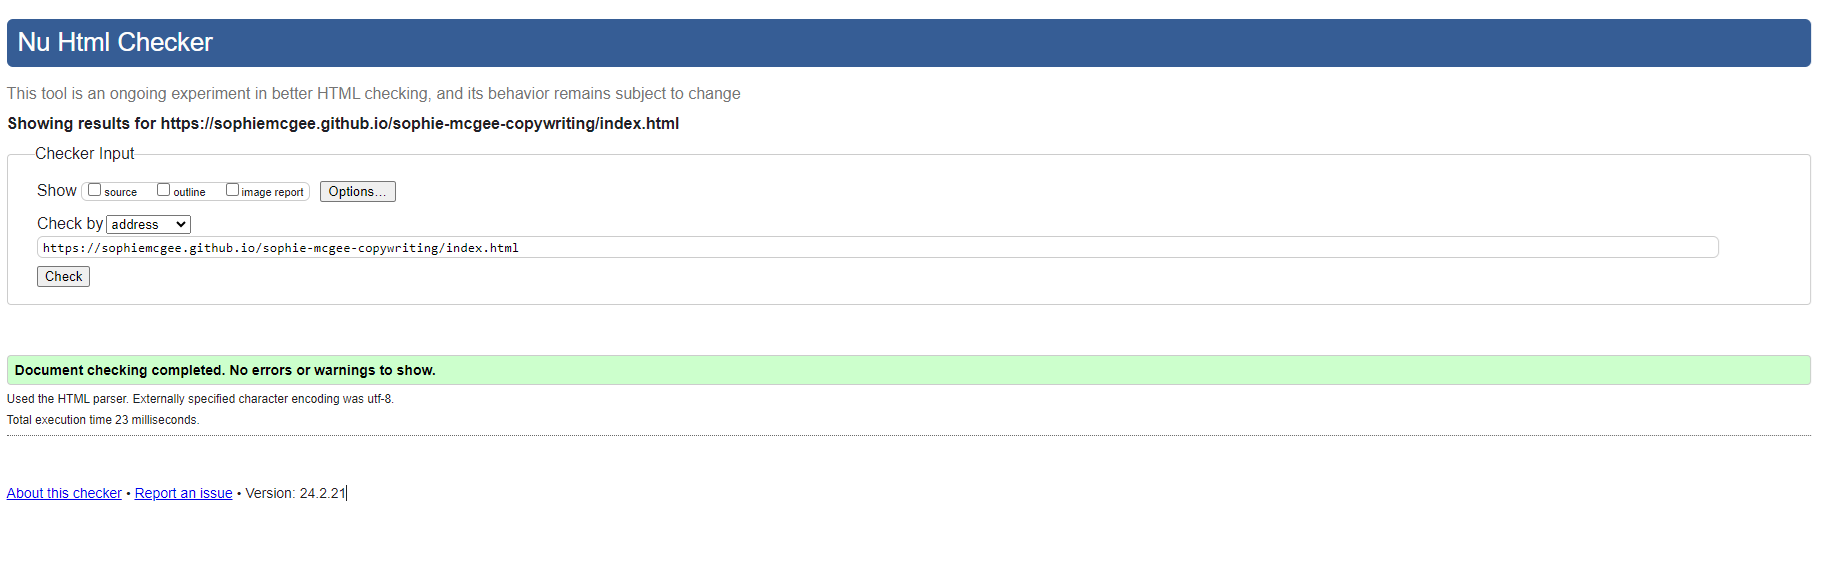 Nu Html Checker
This tool is an ongoing experiment in better HTML checking, and its behavior remains subject to change
Showing results for https://sophiemcgee.github.io/sophie-mcgee-copywriting/index.html
Checker Input
Show source outline image report Options...
Check by address
https://sophiemcgee.github.io/sophie-mcgee-copywriting/index.html
Check
Document checking completed. No errors or warnings to show.
Used the HTML parser. Externally specified character encoding was utf-8.
Total execution time 23 milliseconds.
About this checker • Report an issue • Version: 24.2.21